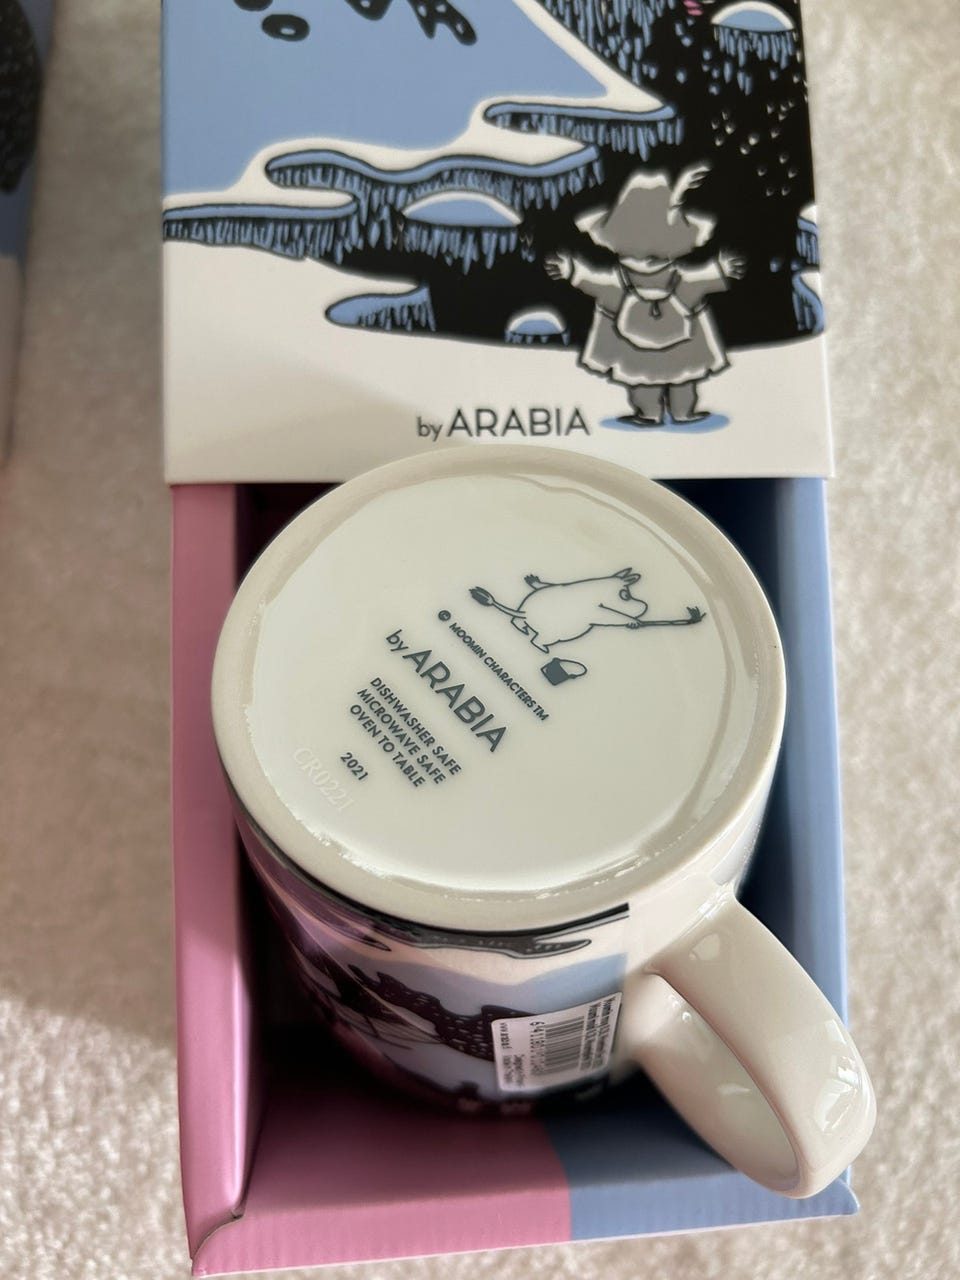 by ARABIA
© MOOMIN CHARACTERS TM
by ARABIA
DISHWASHER SAFE
MICROWAVE SAFE
OVEN TO TABLE
2021
CR0221